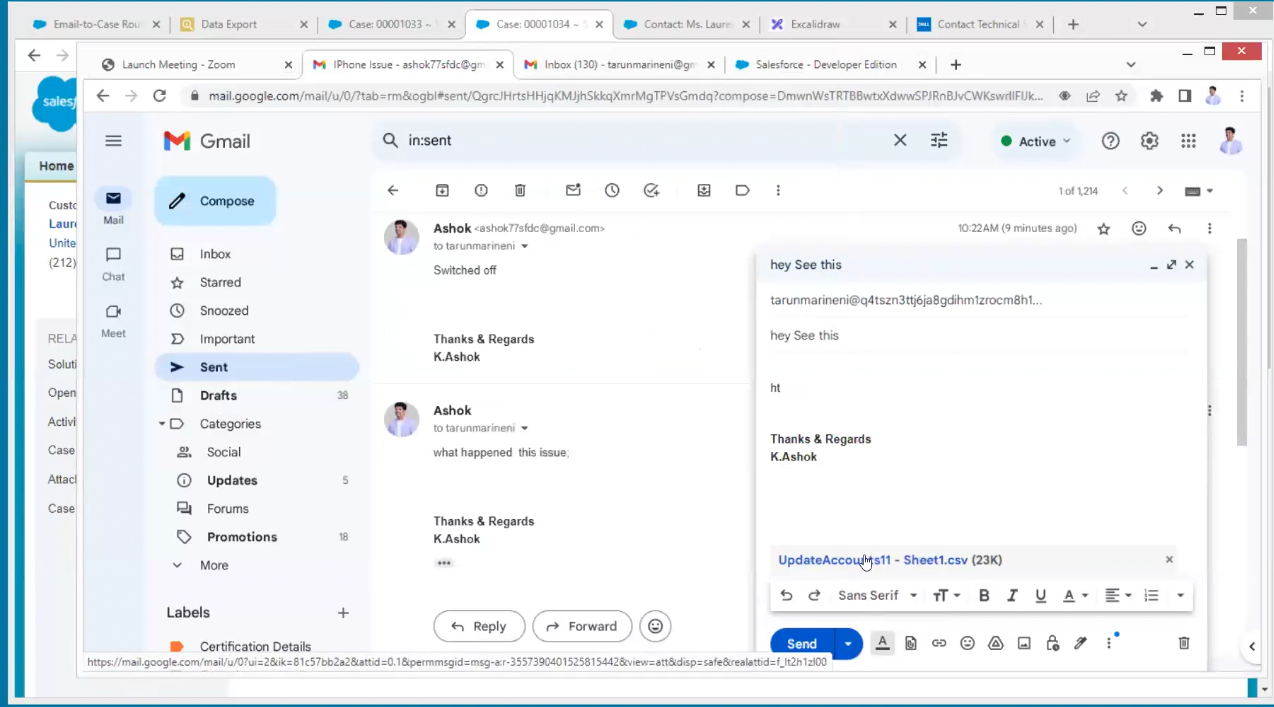 Email-to-Case Rou
Data Export
Case: 00001033 ~ S
Case: 00001034 ~ S
Contact: Ms. Laure
Excalidraw
DELL
Contact Technical
Launch Meeting - Zoom
IPhone Issue - ashok77sfdc@gm
Inbox (130) - tarunmarineni@gm
Salesforce - Developer Edition
mail.google.com/mail/u/0/?tab=rm&ogbl#sent/QgrcJHrtsHHjqKMJjhSkkqXmrMgTPVsGmdq?compose=DmwnWsTRTBBwtxXdwwSPJRnBJvCWKswrlIFUk...
sales
Gmail
in:sent
Active
Home
Compose
1 of 1,214
Mail
Custo
Laure
Unite
(212)
Chat
Meet
Inbox
Starred
Snoozed
Important
Sent
Drafts 38
Categories
Social
Updates 5
Forums
Promotions 18
More
Labels
Certification Details
RELA
Soluti
Open
Activi
Case
Attac
Case
Ashok <ashok77sfdc@gmail.com>
10:22AM (9 minutes ago)
to tarunmarineni
Switched off
Thanks & Regards
K.Ashok
Ashok
to tarunmarineni
what happened this issue;
Thanks & Regards
K.Ashok
Reply
Forward
hey See this
tarunmarineni@q4tszn3ttj6ja8gdihm1zrocm8h1...
hey See this
ht
Thanks & Regards
K.Ashok
UpdateAccounts11 - Sheet1.csv (23K)
Sans Serif
Send
https://mail.google.com/mail/u/0?ui=2&ik=81c57bb2a2&attid=0.1&permmsgid=msg-a:r-3557390401525815442&view=att&disp=safe&realattid=f_lt2h1zl00